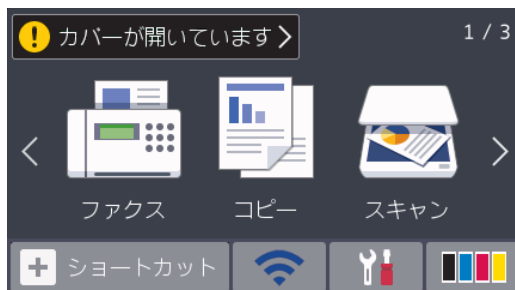 カバーが開いています
1 / 3
ファクス
コピー
スキャン
ショートカット